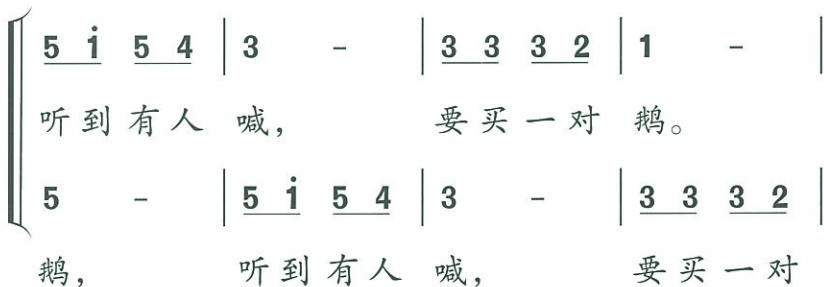 5 i̇ 5 4 | 3 - | 3 3 3 2 | 1 - |
听到有人 喊， 要买一对 鹅。
5 - | 5 i̇ 5 4 | 3 - | 3 3 3 2 |
鹅， 听到有人 喊， 要买一对